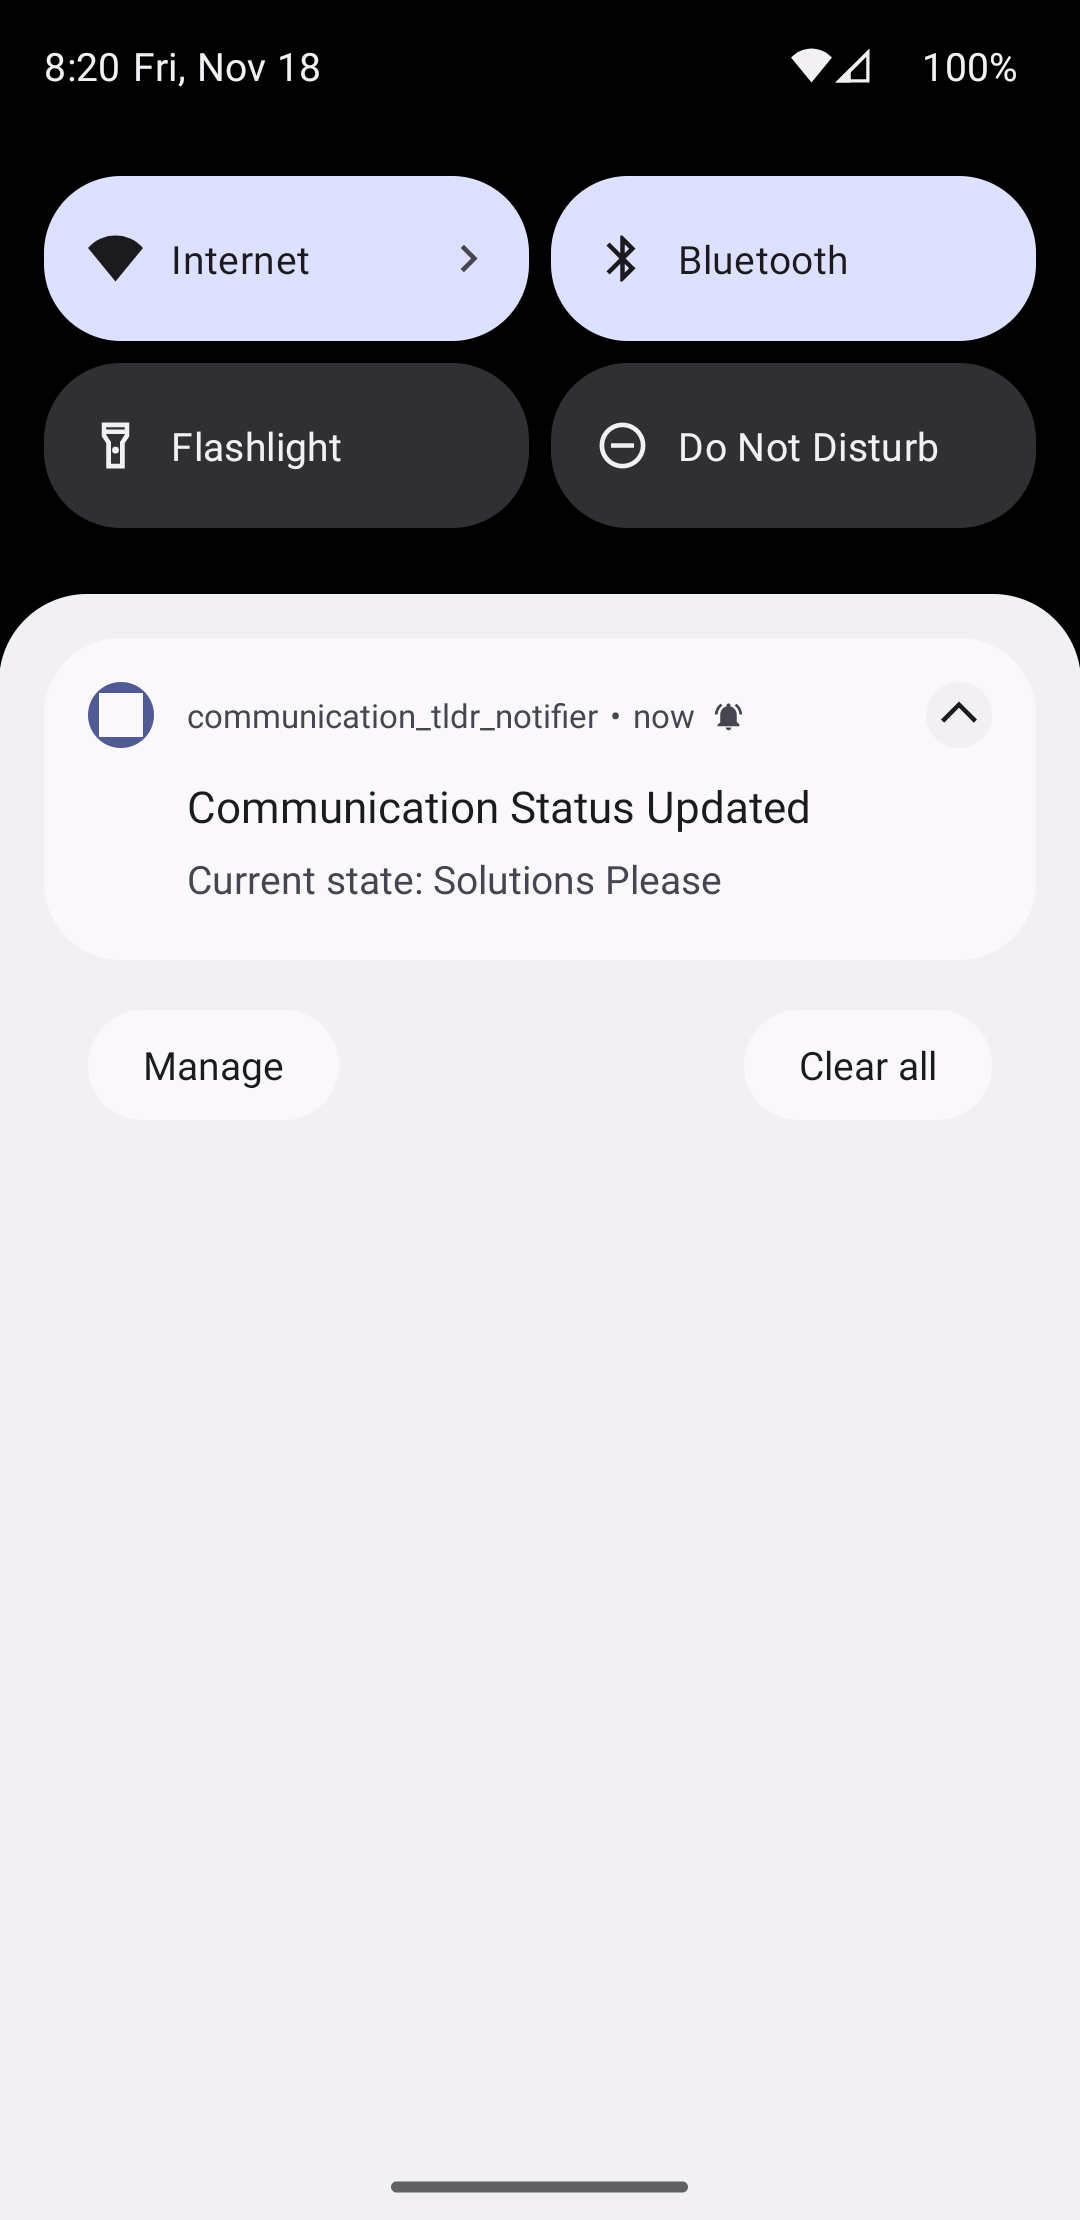 8:20 Fri, Nov 18
100%
Internet
Bluetooth
Flashlight
Do Not Disturb
communication_tldr_notifier • now
Communication Status Updated
Current state: Solutions Please
Manage
Clear all